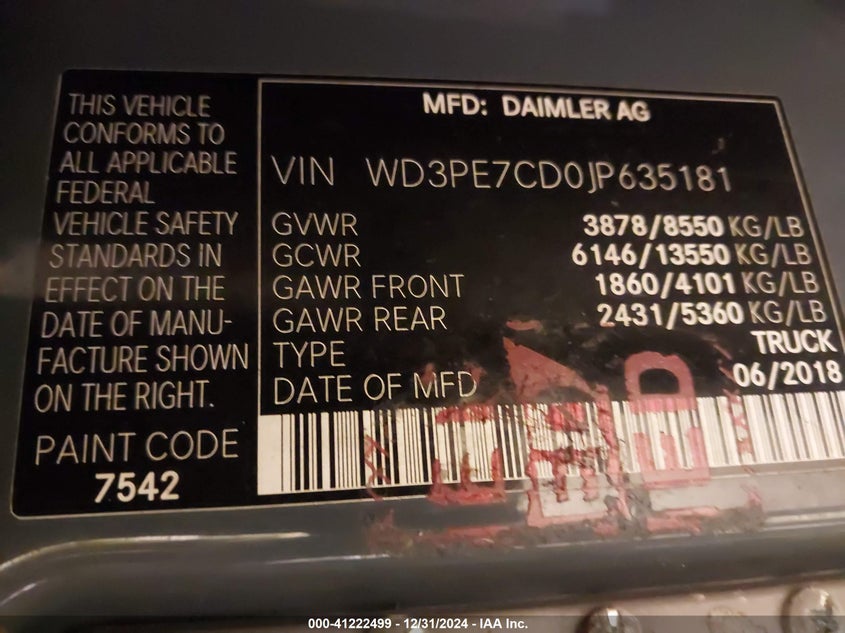 THIS VEHICLE
CONFORMS TO
ALL APPLICABLE
FEDERAL
VEHICLE SAFETY
STANDARDS IN
EFFECT ON THE
DATE OF MANU-
FACTURE SHOWN
ON THE RIGHT.
PAINT CODE
7542
MFD: DAIMLER AG
VIN WD3PE7CD0JP635181
GVWR 3878/8550 KG/LB
GCWR 6146/13550 KG/LB
GAWR FRONT 1860/4101 KG/LB
GAWR REAR 2431/5360 KG/LB
TYPE TRUCK
DATE OF MFD 06/2018
000-41222499 - 12/31/2024 - IAA Inc.